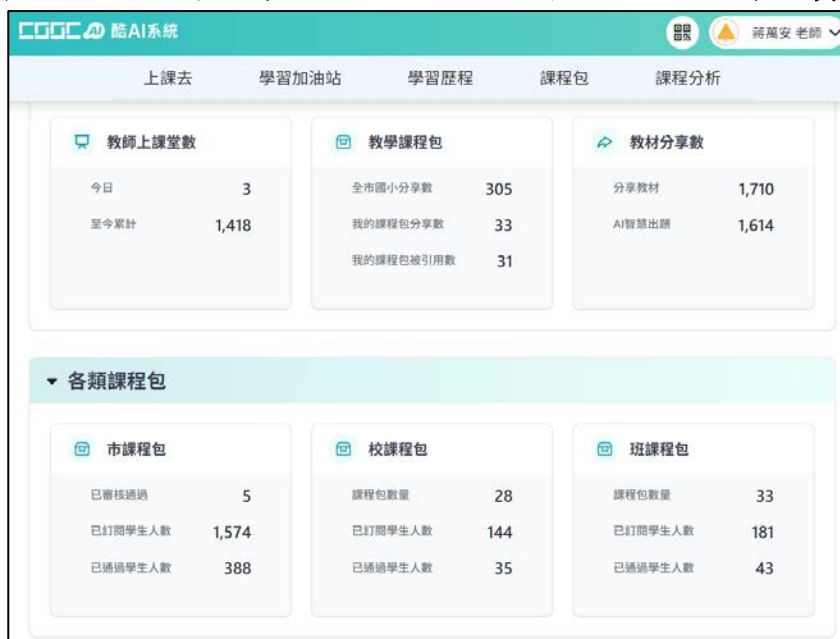 COOC AI 酷AI系統
蔣萬安 老師
上課去 學習加油站 學習歷程 課程包 課程分析
教師上課堂數 教學課程包 教材分享數
今日 3 全市國小分享數 305 分享教材 1,710
至今累計 1,418 我的課程包分享數 33 AI智慧出題 1,614
我的課程包被引用數 31
各類課程包
市課程包 校課程包 班課程包
已審核通過 5 課程包數量 28 課程包數量 33
已訂閱學生人數 1,574 已訂閱學生人數 144 已訂閱學生人數 181
已通過學生人數 388 已通過學生人數 35 已通過學生人數 43